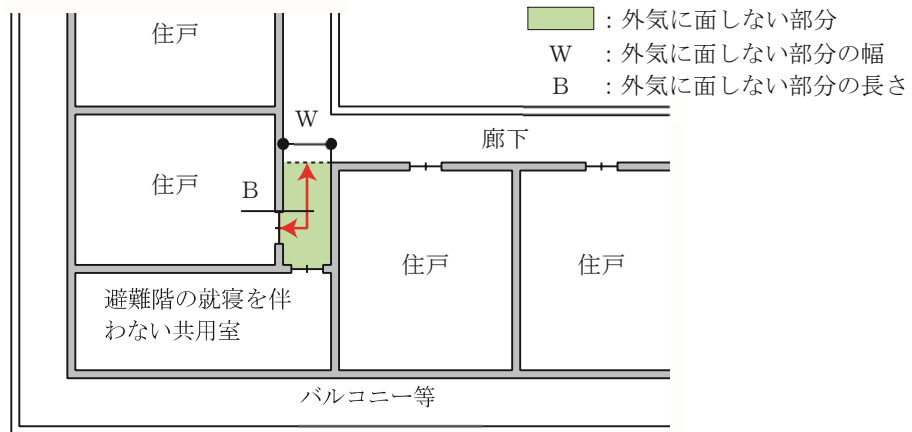 ：外気に面しない部分
W ：外気に面しない部分の幅
B ：外気に面しない部分の長さ
住戸
W
廊下
住戸
B
住戸
住戸
避難階の就寝を伴
わない共用室
バルコニー等